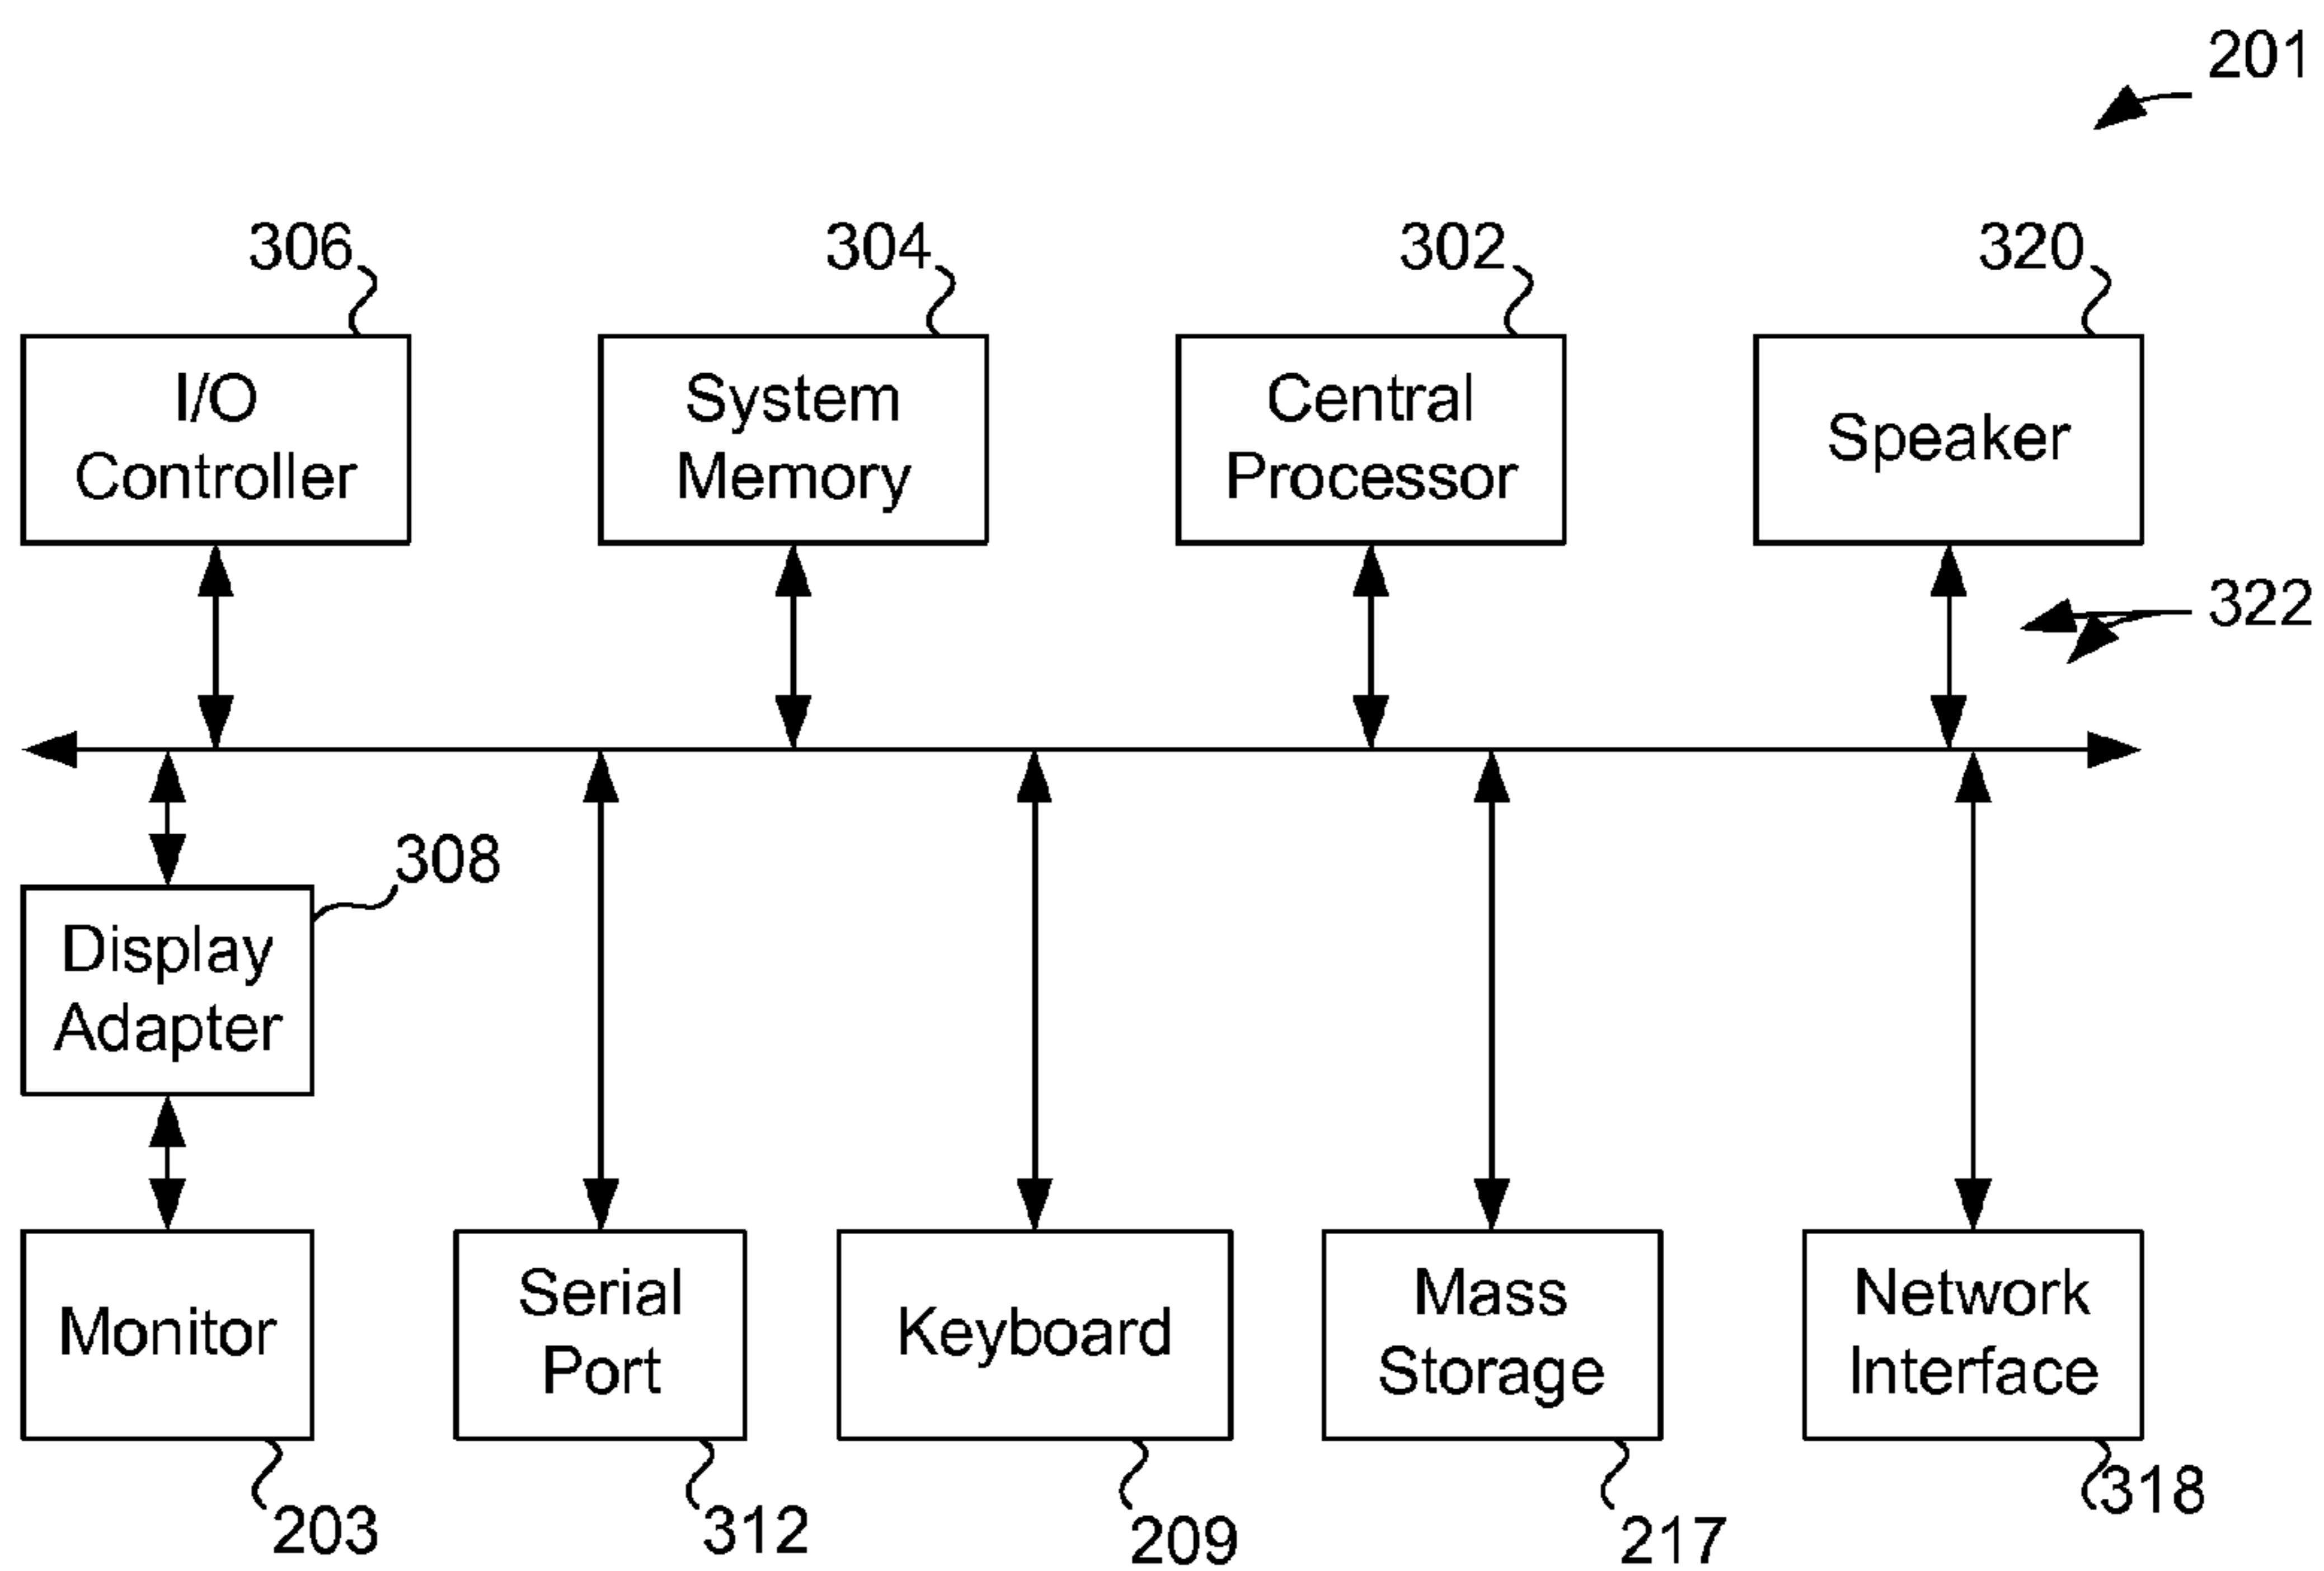 201
306
304
302
320
I/O
Controller
System
Memory
Central
Processor
Speaker
322
308
Display
Adapter
Monitor
Serial
Port
Keyboard
Mass
Storage
Network
Interface
203
312
209
217
318